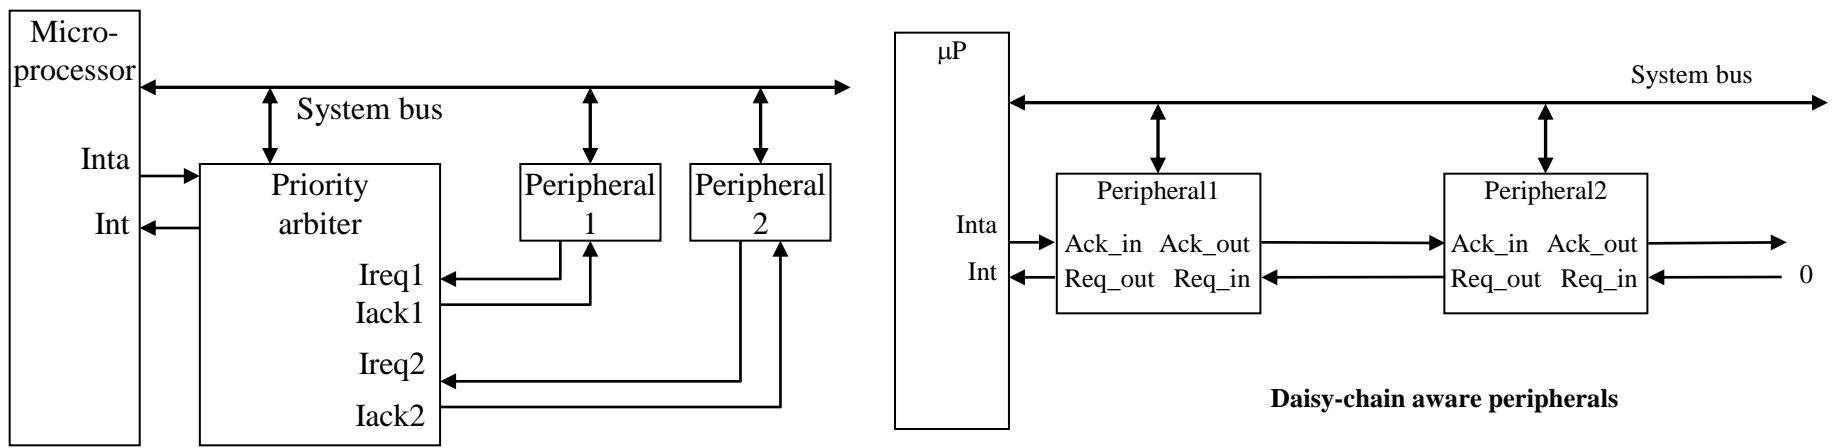 Micro-
processor
System bus
Inta
Int
Priority
arbiter
Peripheral
1
Peripheral
2
Ireq1
Iack1
Ireq2
Iack2
μP
System bus
Inta
Int
Peripheral1
Ack_in Ack_out
Req_out Req_in
Peripheral2
Ack_in Ack_out
Req_out Req_in
0
Daisy-chain aware peripherals